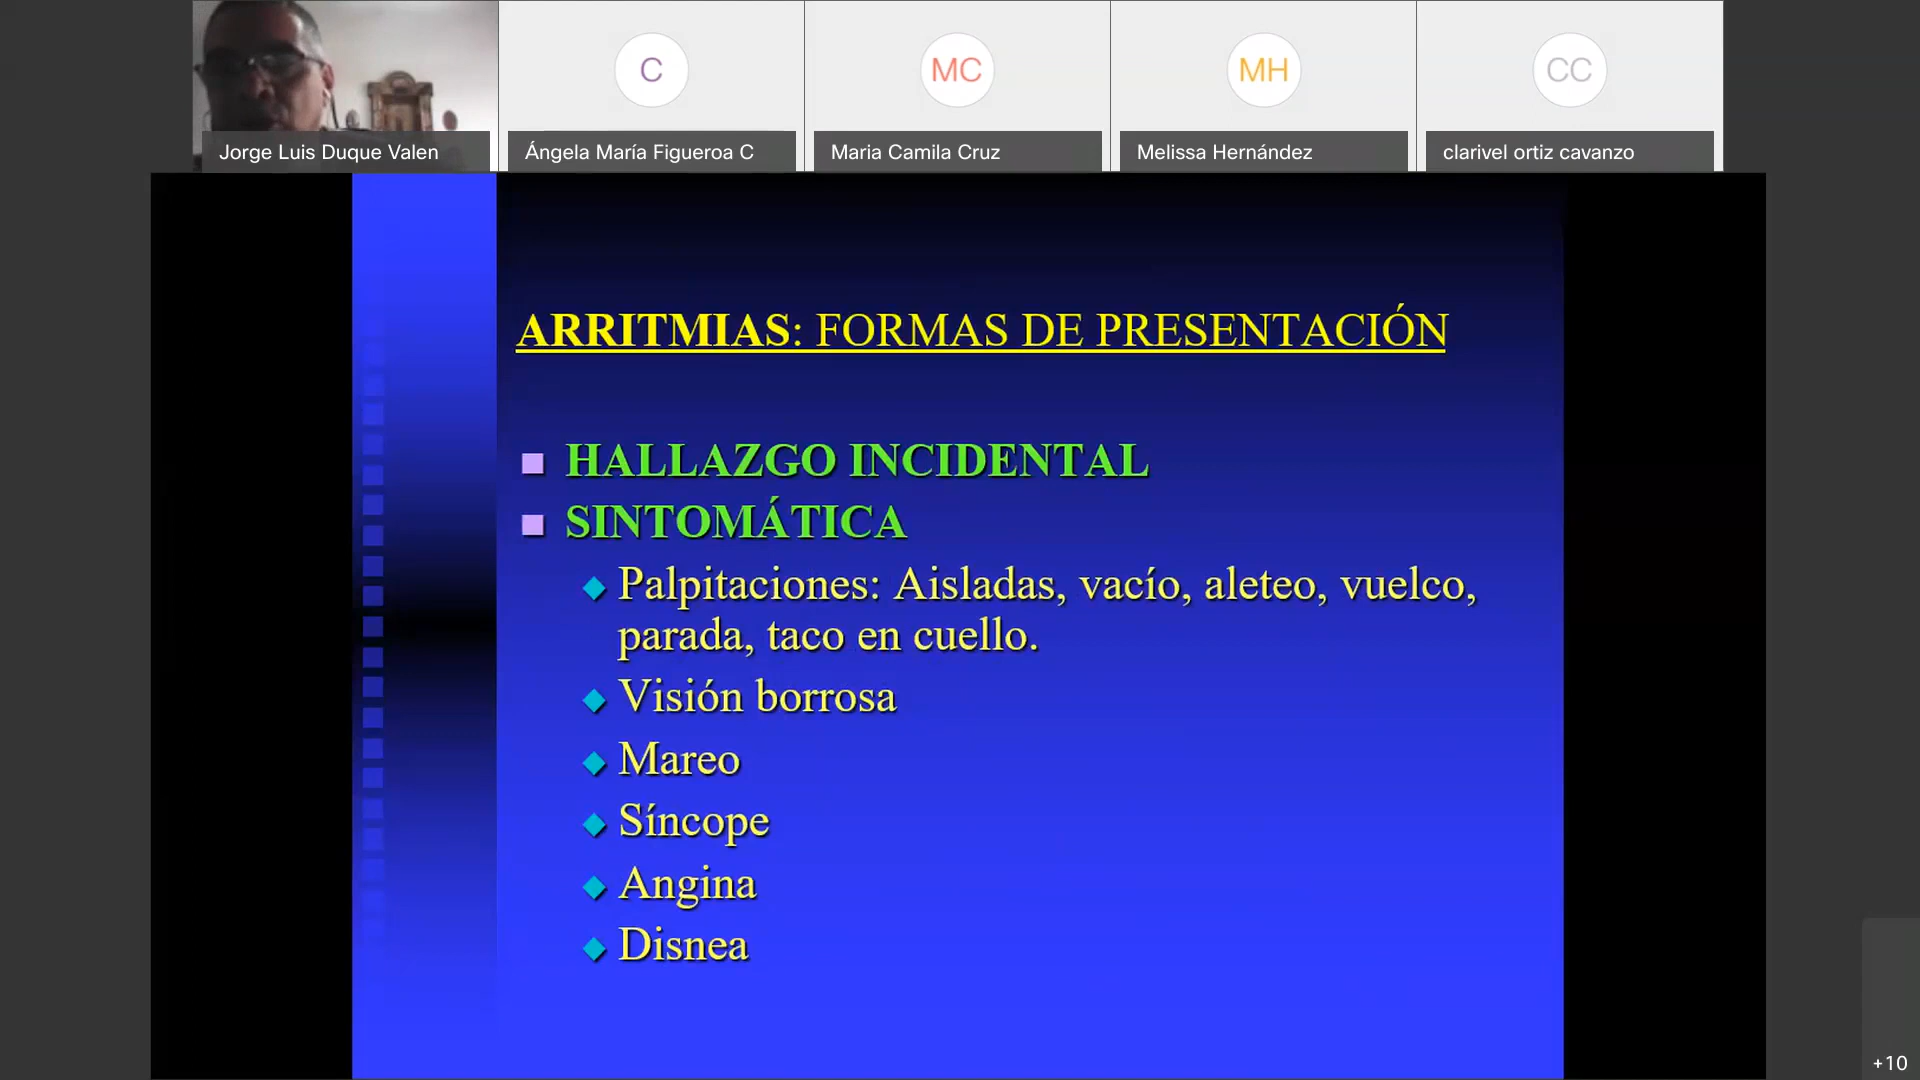 C
MC
MH
CC
Jorge Luis Duque Valen
Ángela María Figueroa C
Maria Camila Cruz
Melissa Hernández
clarivel ortiz cavanzo
ARRITMIAS: FORMAS DE PRESENTACIÓN
HALLAZGO INCIDENTAL
SINTOMÁTICA
Palpitaciones: Aisladas, vacío, aleteo, vuelco,
parada, taco en cuello.
Visión borrosa
Mareo
Síncope
Angina
Disnea
+10